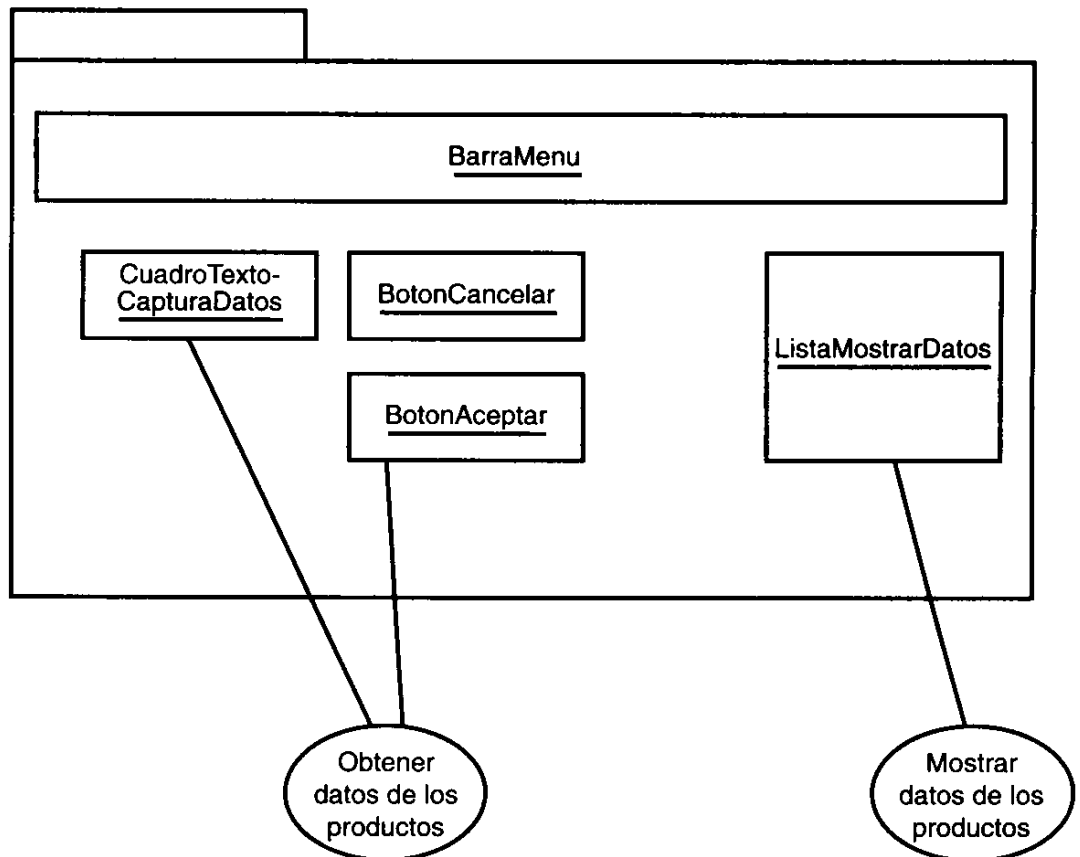 BarraMenu
CuadroTexto-
CapturaDatos
BotonCancelar
ListaMostrarDatos
BotonAceptar
Obtener
datos de los
productos
Mostrar
datos de los
productos